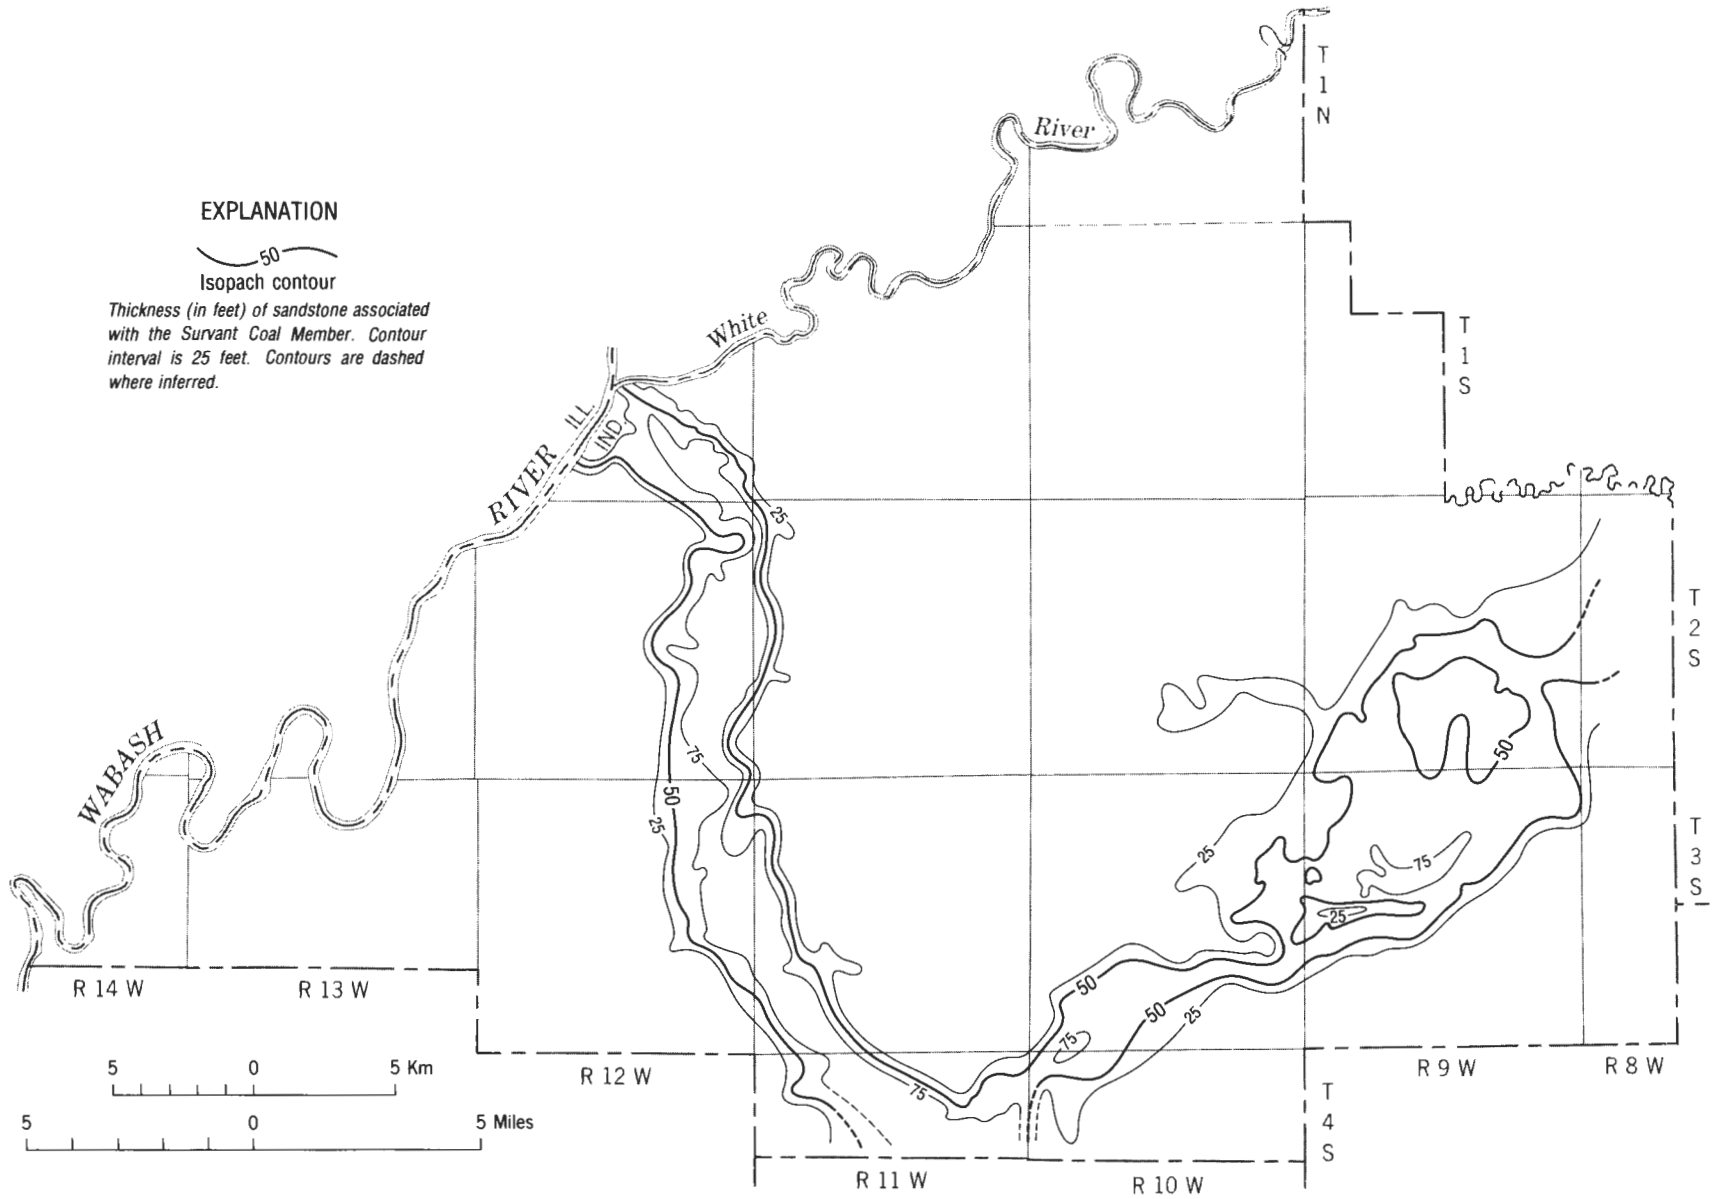 T
1
N
River
EXPLANATION
50
Isopach contour
Thickness (in feet) of sandstone associated
with the Survant Coal Member. Contour
interval is 25 feet. Contours are dashed
where inferred.
White
T
1
S
ILL.
IND.
RIVER
25
T
2
S
WABASH
75
50
50
25
T
3
S
25
75
25
R 14 W
R 13 W
50
50
25
75
5 0 5 Km
R 12 W
R 9 W
R 8 W
75
T
4
S
5 0 5 Miles
R 11 W
R 10 W